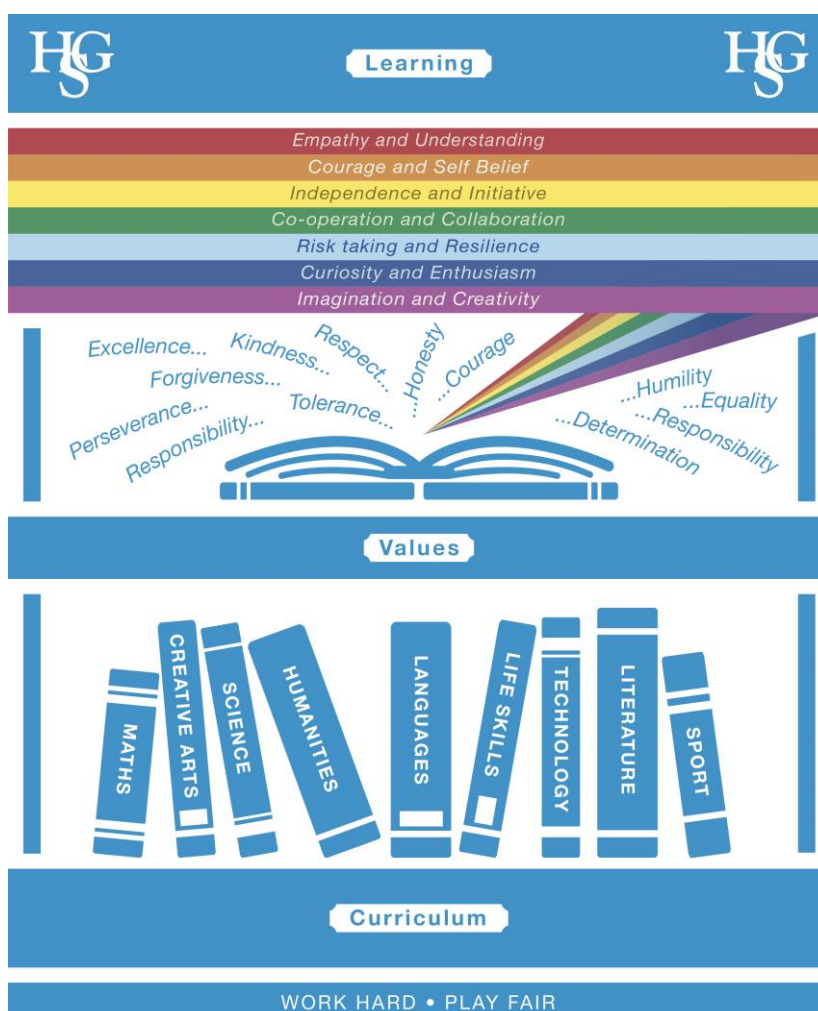 HSG
Learning
HSG
Empathy and Understanding
Courage and Self Belief
Independence and Initiative
Co-operation and Collaboration
Risk taking and Resilience
Curiosity and Enthusiasm
Imagination and Creativity
Excellence...
Kindness...
Respect...
...Honesty
...Courage
Forgiveness...
Tolerance...
Perseverance...
Responsibility...
...Humility
...Equality
...Responsibility
...Determination
Values
MATHS
CREATIVE ARTS
SCIENCE
HUMANITIES
LANGUAGES
LIFE SKILLS
TECHNOLOGY
LITERATURE
SPORT
Curriculum
WORK HARD • PLAY FAIR